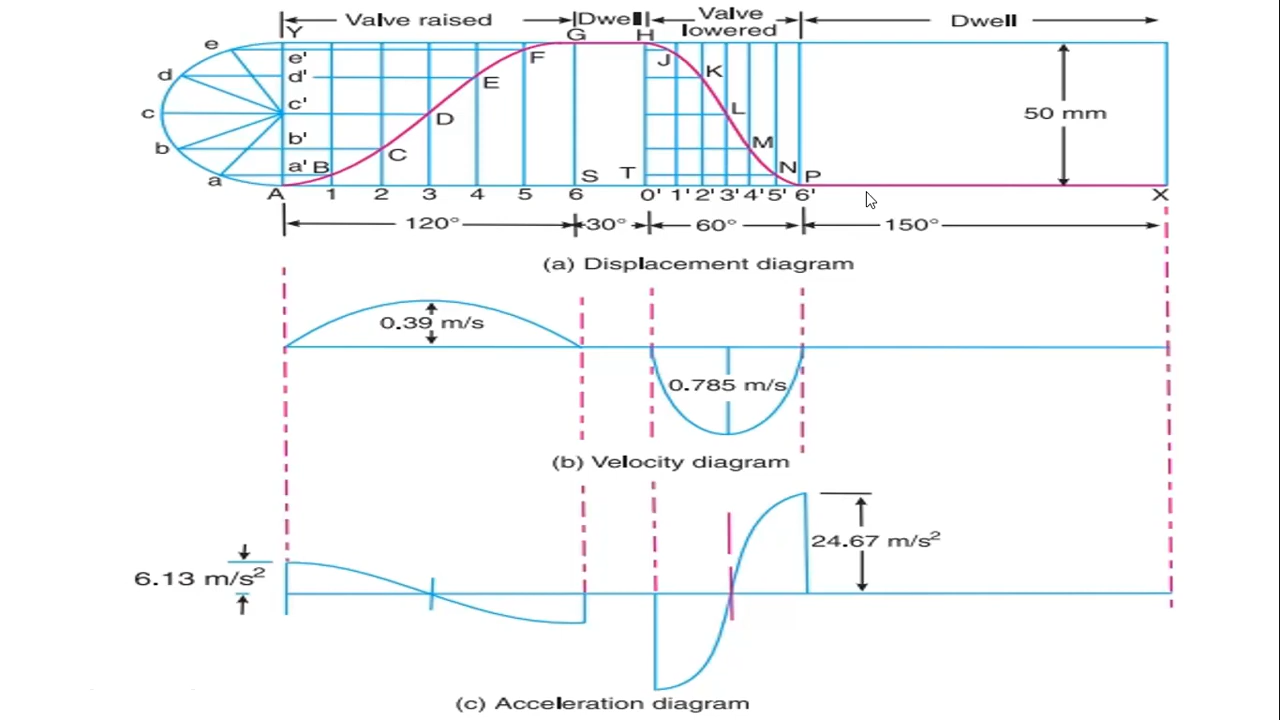 Valve raised Dwell Valve lowered Dwell
Y G H
e e' F J
d d' E K
c c' D L 50 mm
b b' C M
a a' B S T N P
A 1 2 3 4 5 6 0' 1' 2' 3' 4' 5' 6' X
120° 30° 60° 150°
(a) Displacement diagram
0.39 m/s
0.785 m/s
(b) Velocity diagram
24.67 m/s²
6.13 m/s²
(c) Acceleration diagram